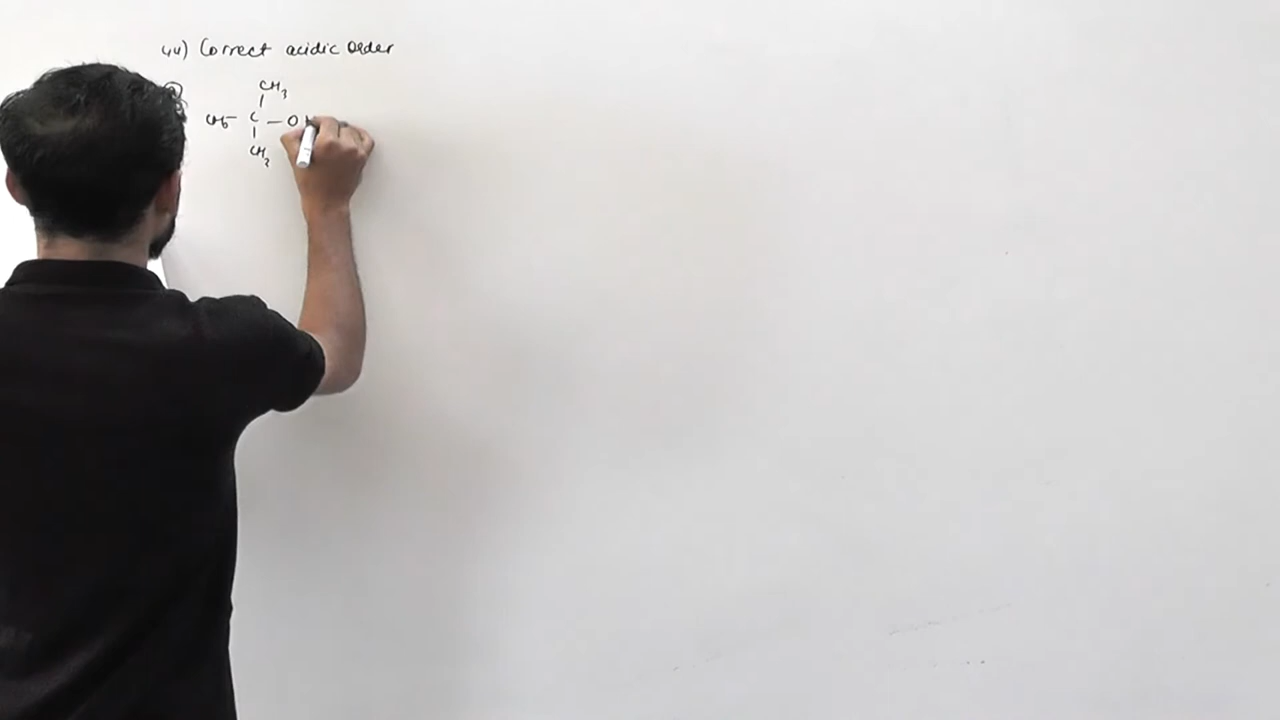 44) Correct acidic Order
CH3
|
CH3 - C - OH
|
CH3